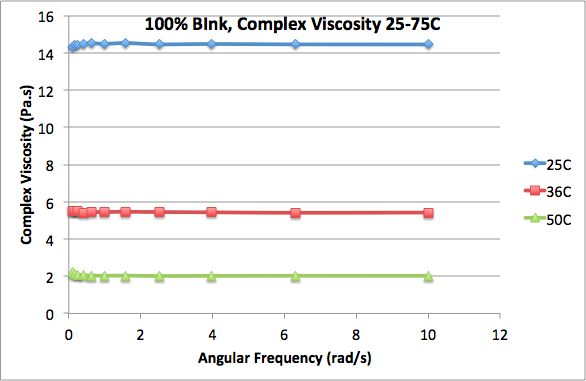 100% BInk, Complex Viscosity 25-75C
16
14
12
10
8
6
4
2
0
Complex Viscosity (Pa.s)
0 2 4 6 8 10 12
Angular Frequency (rad/s)
25C
36C
50C